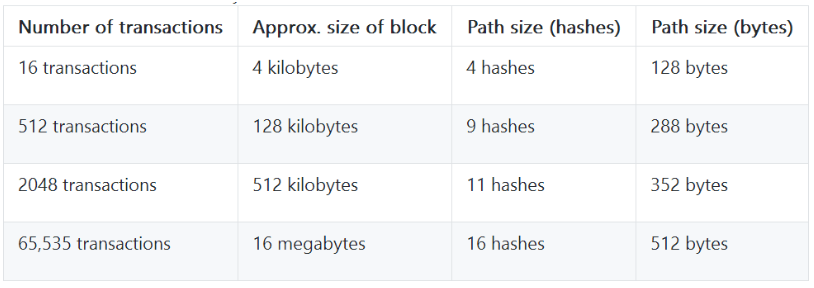 Number of transactions Approx. size of block Path size (hashes) Path size (bytes)
16 transactions 4 kilobytes 4 hashes 128 bytes
512 transactions 128 kilobytes 9 hashes 288 bytes
2048 transactions 512 kilobytes 11 hashes 352 bytes
65,535 transactions 16 megabytes 16 hashes 512 bytes